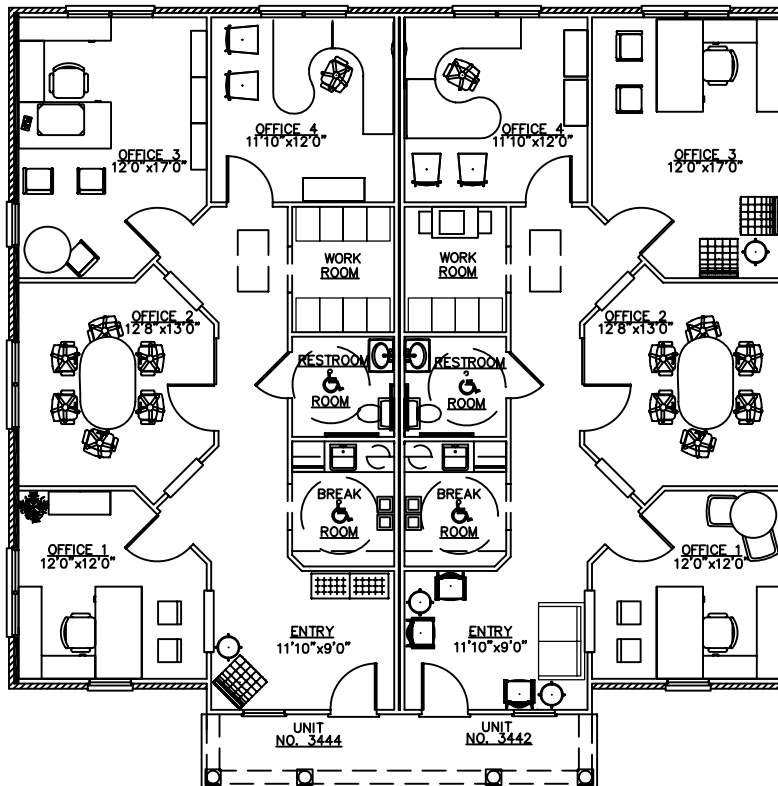 OFFICE 4
11'10"x12'0"
OFFICE 4
11'10"x12'0"
OFFICE 3
12'0"x17'0"
OFFICE 3
12'0"x17'0"
WORK
ROOM
WORK
ROOM
OFFICE 2
12'8"x13'0"
OFFICE 2
12'8"x13'0"
RESTROOM
ROOM
RESTROOM
ROOM
BREAK
ROOM
BREAK
ROOM
OFFICE 1
12'0"x12'0"
OFFICE 1
12'0"x12'0"
ENTRY
11'10"x9'0"
ENTRY
11'10"x9'0"
UNIT
NO. 3444
UNIT
NO. 3442